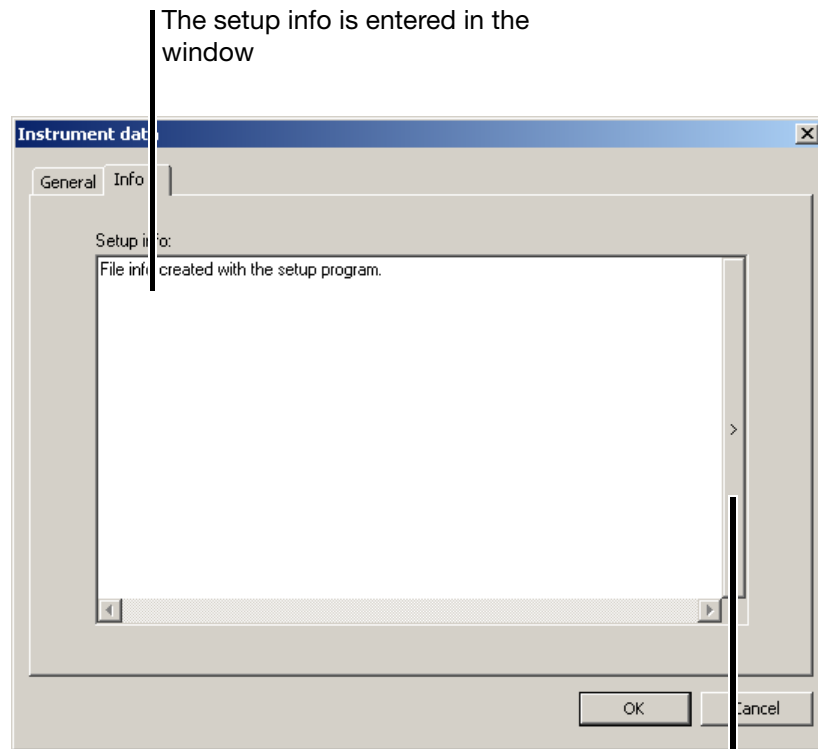 The setup info is entered in the
window
Instrument data
General Info
Setup info:
File info created with the setup program.
>
OK Cancel